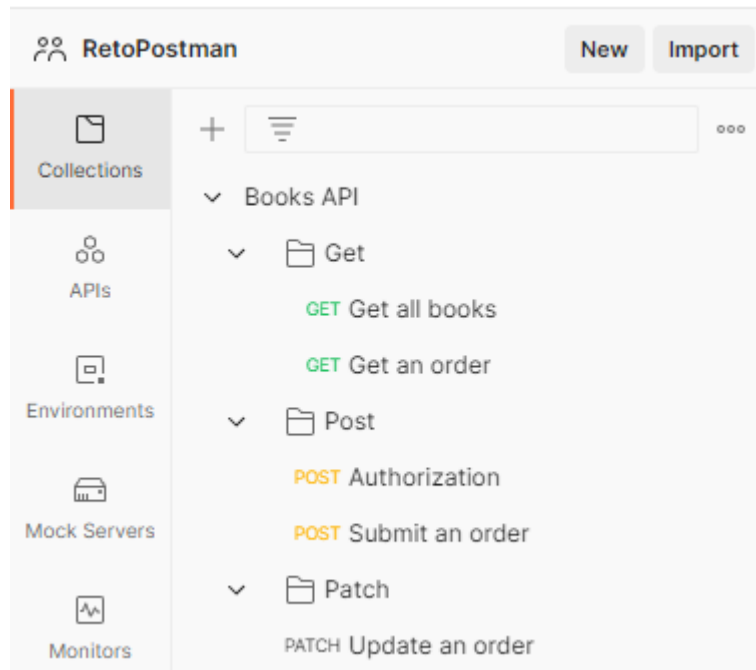 RetoPostman New Import
Collections
APIs
Environments
Mock Servers
Monitors
Books API
Get
GET Get all books
GET Get an order
Post
POST Authorization
POST Submit an order
Patch
PATCH Update an order